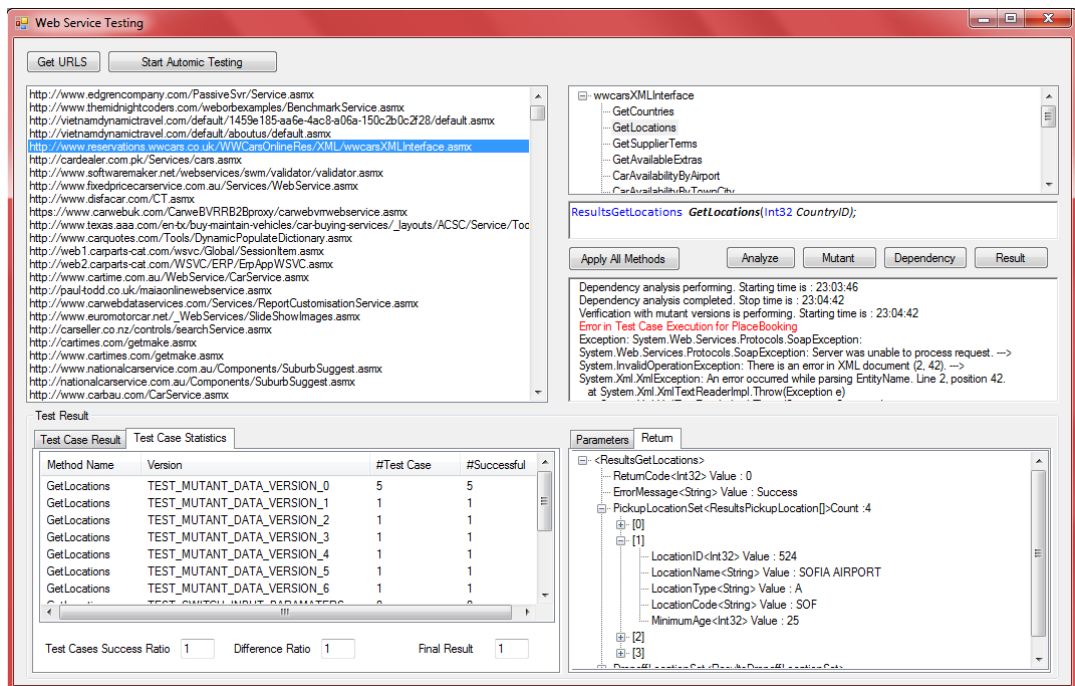 Web Service Testing
Get URLS
Start Automic Testing
http://www.edgrencompany.com/PassiveSvr/Service.asmx
http://www.themidnightcoders.com/weborbexamples/BenchmarkService.asmx
http://vietnamdynamictravel.com/default/1459e185-aa6e-4ac8-a06a-150c2b0c2f28/default.asmx
http://vietnamdynamictravel.com/default/aboutus/default.asmx
http://www.reservations.wwcars.co.uk/WWCarsOnlineRes/XML/wwcarsXMLInterface.asmx
http://cardealer.com.pk/Services/cars.asmx
http://www.softwaremaker.net/webservices/swm/validator/validator.asmx
http://www.fixedpricecarservice.com.au/Services/WebService.asmx
http://www.disfacar.com/CT.asmx
https://www.carwebuk.com/CarweBVRRB2Bproxy/carwebvrrwebservice.asmx
http://www.texas.aaa.com/en-tx/buy-maintain-vehicles/car-buying-services/_layouts/ACSC/Service/Too
http://www.carquotes.com/Tools/DynamicPopulateDictionary.asmx
http://web1.carparts-cat.com/wsvc/Global/SessionItem.asmx
http://web2.carparts-cat.com/WSVC/ERP/ErpAppWSVC.asmx
http://www.cartime.com.au/WebService/CarService.asmx
http://paul-todd.co.uk/maiaonlinewebservice.asmx
http://www.carwebdataservices.com/Services/ReportCustomisationService.asmx
http://www.euromotorcar.net/_WebServices/SlideShowImages.asmx
http://carseller.co.nz/controls/searchService.asmx
http://cartimes.com/getmake.asmx
http://www.cartimes.com/getmake.asmx
http://www.nationalcarservice.com.au/Components/SuburbSuggest.asmx
http://nationalcarservice.com.au/Components/SuburbSuggest.asmx
http://www.carbau.com/CarService.asmx
wwcarsXMLInterface
GetCountries
GetLocations
GetSupplierTerms
GetAvailableExtras
CarAvailabilityByAirport
CarAvailabilityByTownCity
ResultsGetLocations GetLocations(Int32 CountryID);
Apply All Methods
Analyze
Mutant
Dependency
Result
Dependency analysis performing. Starting time is : 23:03:46
Dependency analysis completed. Stop time is : 23:04:42
Verification with mutant versions is performing. Starting time is : 23:04:42
Error in Test Case Execution for PlaceBooking
Exception: System.Web.Services.Protocols.SoapException:
System.Web.Services.Protocols.SoapException: Server was unable to process request. --->
System.InvalidOperationException: There is an error in XML document (2, 42). --->
System.Xml.XmlException: An error occurred while parsing EntityName. Line 2, position 42.
at System.Xml.XmlTextReaderImpl.Throw(Exception e)
Test Result
Test Case Result
Test Case Statistics
Method Name Version #Test Case #Successful
GetLocations TEST_MUTANT_DATA_VERSION_0 5 5
GetLocations TEST_MUTANT_DATA_VERSION_1 1 1
GetLocations TEST_MUTANT_DATA_VERSION_2 1 1
GetLocations TEST_MUTANT_DATA_VERSION_3 1 1
GetLocations TEST_MUTANT_DATA_VERSION_4 1 1
GetLocations TEST_MUTANT_DATA_VERSION_5 1 1
GetLocations TEST_MUTANT_DATA_VERSION_6 1 1
Test Cases Success Ratio 1 Difference Ratio 1 Final Result 1
Parameters
Return
<ResultsGetLocations>
ReturnCode<Int32> Value : 0
ErrorMessage<String> Value : Success
PickupLocationSet<ResultsPickupLocation[]>Count :4
[0]
[1]
LocationID<Int32> Value : 524
LocationName<String> Value : SOFIA AIRPORT
LocationType<String> Value : A
LocationCode<String> Value : SOF
MinimumAge<Int32> Value : 25
[2]
[3]